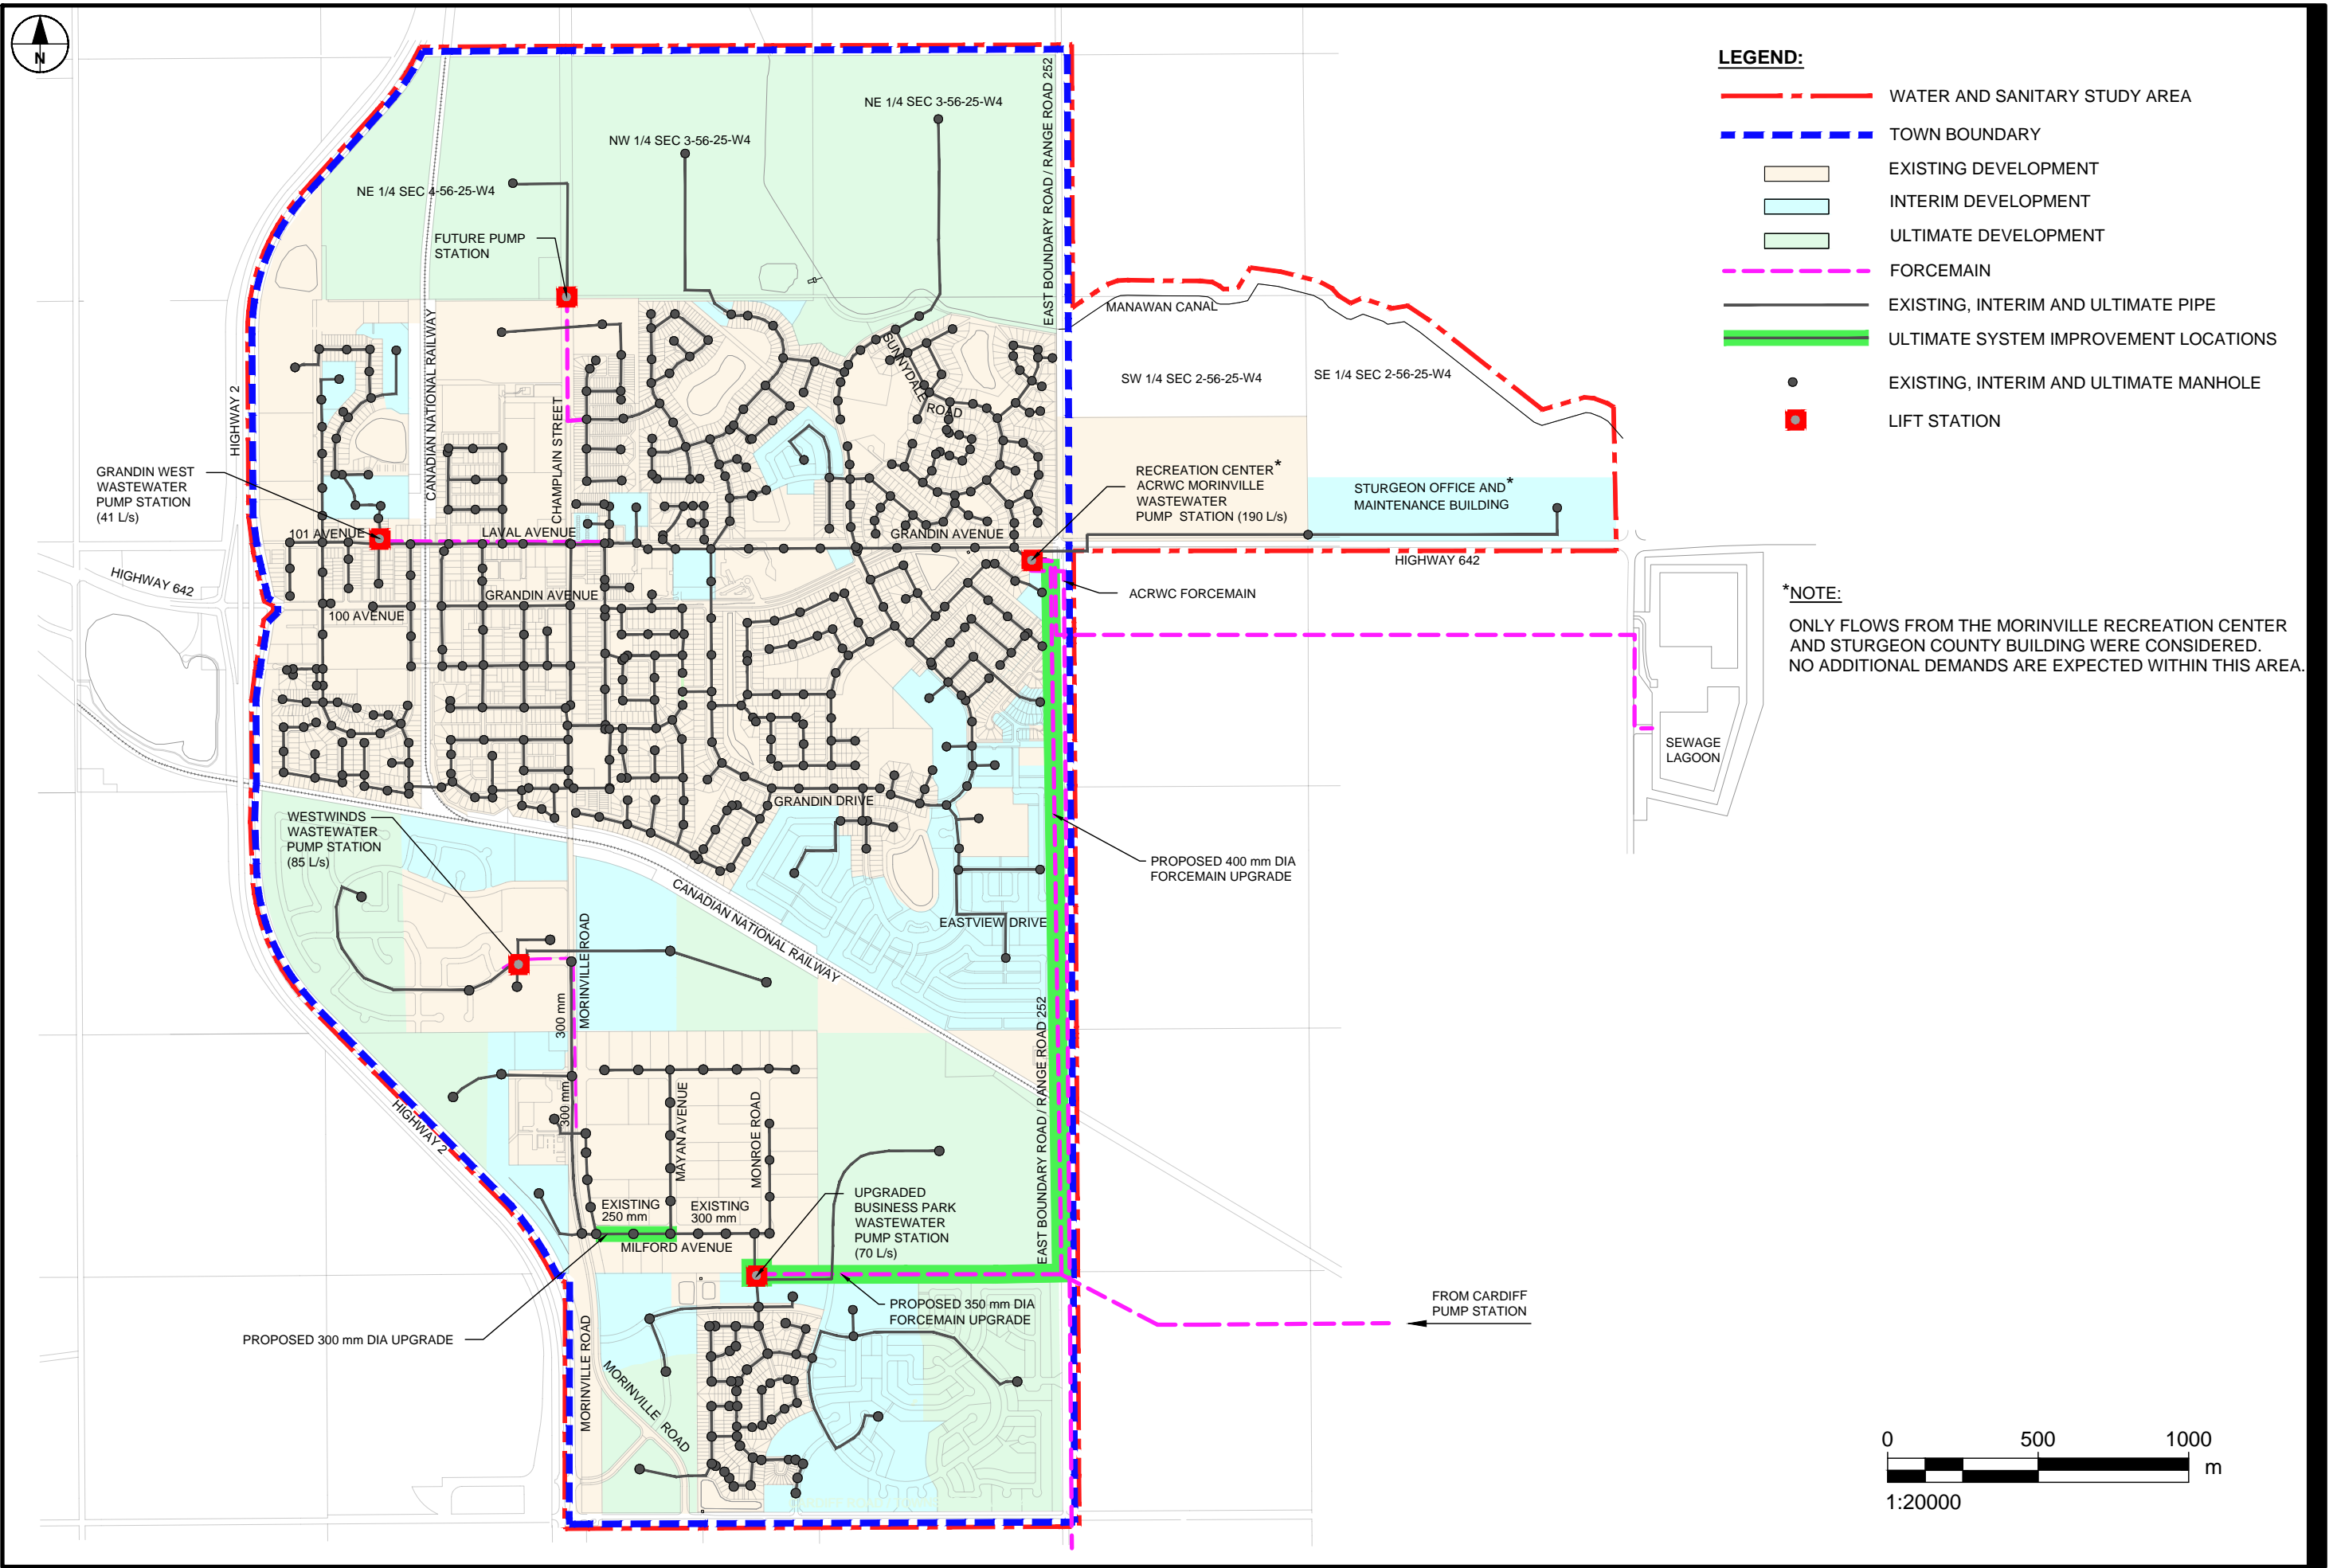 N
NE 1/4 SEC 3-56-25-W4
NW 1/4 SEC 3-56-25-W4
NE 1/4 SEC 4-56-25-W4
FUTURE PUMP
STATION
EAST BOUNDARY ROAD / RANGE ROAD 252
MANAWAN CANAL
SW 1/4 SEC 2-56-25-W4
SE 1/4 SEC 2-56-25-W4
HIGHWAY 2
CANADIAN NATIONAL RAILWAY
CHAMPLAIN STREET
SUNNYDALE ROAD
GRANDIN WEST
WASTEWATER
PUMP STATION
(41 L/s)
RECREATION CENTER*
ACRWC MORINVILLE
WASTEWATER
PUMP STATION (190 L/s)
STURGEON OFFICE AND*
MAINTENANCE BUILDING
101 AVENUE
LAVAL AVENUE
GRANDIN AVENUE
HIGHWAY 642
HIGHWAY 642
GRANDIN AVENUE
100 AVENUE
ACRWC FORCEMAIN
SEWAGE
LAGOON
GRANDIN DRIVE
WESTWINDS
WASTEWATER
PUMP STATION
(85 L/s)
PROPOSED 400 mm DIA
FORCEMAIN UPGRADE
CANADIAN NATIONAL RAILWAY
EASTVIEW DRIVE
MORINVILLE ROAD
300 mm
300 mm
EAST BOUNDARY ROAD / RANGE ROAD 252
HIGHWAY 2
MAYAN AVENUE
MONROE ROAD
EXISTING
250 mm
EXISTING
300 mm
MILFORD AVENUE
UPGRADED
BUSINESS PARK
WASTEWATER
PUMP STATION
(70 L/s)
PROPOSED 350 mm DIA
FORCEMAIN UPGRADE
FROM CARDIFF
PUMP STATION
PROPOSED 300 mm DIA UPGRADE
MORINVILLE ROAD
MORINVILLE ROAD
LEGEND:
WATER AND SANITARY STUDY AREA
TOWN BOUNDARY
EXISTING DEVELOPMENT
INTERIM DEVELOPMENT
ULTIMATE DEVELOPMENT
FORCEMAIN
EXISTING, INTERIM AND ULTIMATE PIPE
ULTIMATE SYSTEM IMPROVEMENT LOCATIONS
EXISTING, INTERIM AND ULTIMATE MANHOLE
LIFT STATION
*NOTE:
ONLY FLOWS FROM THE MORINVILLE RECREATION CENTER
AND STURGEON COUNTY BUILDING WERE CONSIDERED.
NO ADDITIONAL DEMANDS ARE EXPECTED WITHIN THIS AREA.
0 500 1000
m
1:20000